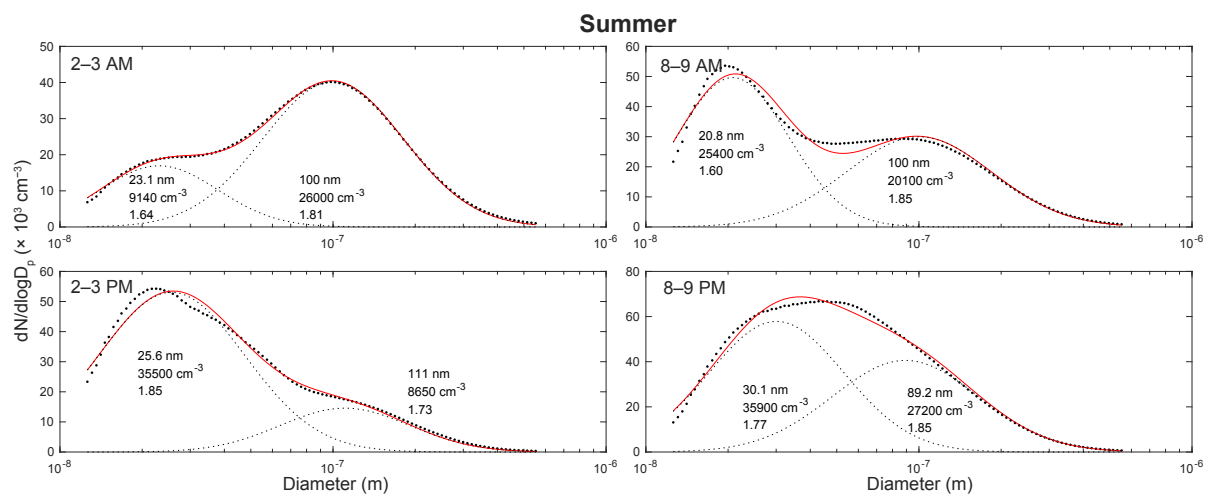 Summer
dN/dlogDₚ (× 10³ cm⁻³)
2–3 AM
50
40
30
20
10
0
23.1 nm
9140 cm⁻³
1.64
100 nm
26000 cm⁻³
1.81
10⁻⁸
10⁻⁷
10⁻⁶
8–9 AM
60
50
40
30
20
10
0
20.8 nm
25400 cm⁻³
1.60
100 nm
20100 cm⁻³
1.85
10⁻⁸
10⁻⁷
10⁻⁶
2–3 PM
60
50
40
30
20
10
0
25.6 nm
35500 cm⁻³
1.85
111 nm
8650 cm⁻³
1.73
10⁻⁸
10⁻⁷
10⁻⁶
Diameter (m)
8–9 PM
80
60
40
20
0
30.1 nm
35900 cm⁻³
1.77
89.2 nm
27200 cm⁻³
1.85
10⁻⁸
10⁻⁷
10⁻⁶
Diameter (m)